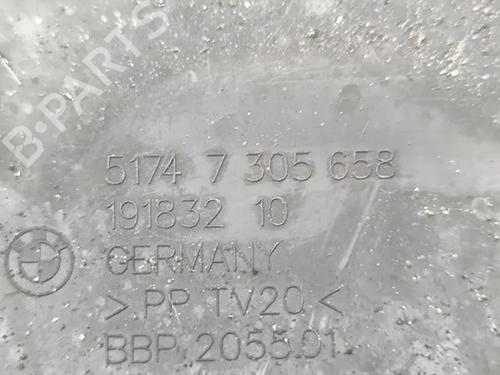 B-PARTS
5174 7 305 658
191832 10
GERMANY
>PP TV20<
BBP 2055.01